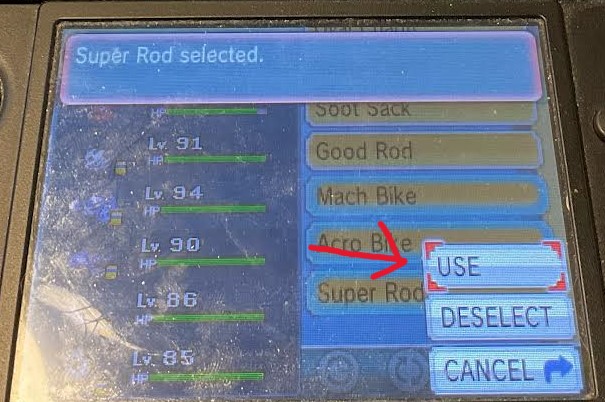 Super Rod selected.
HP
Soot Sack
Lv. 91
HP
Good Rod
Lv. 94
HP
Mach Bike
Lv. 90
HP
Acro Bike
USE
Lv. 86
HP
Super Rod
DESELECT
Lv. 85
HP
CANCEL